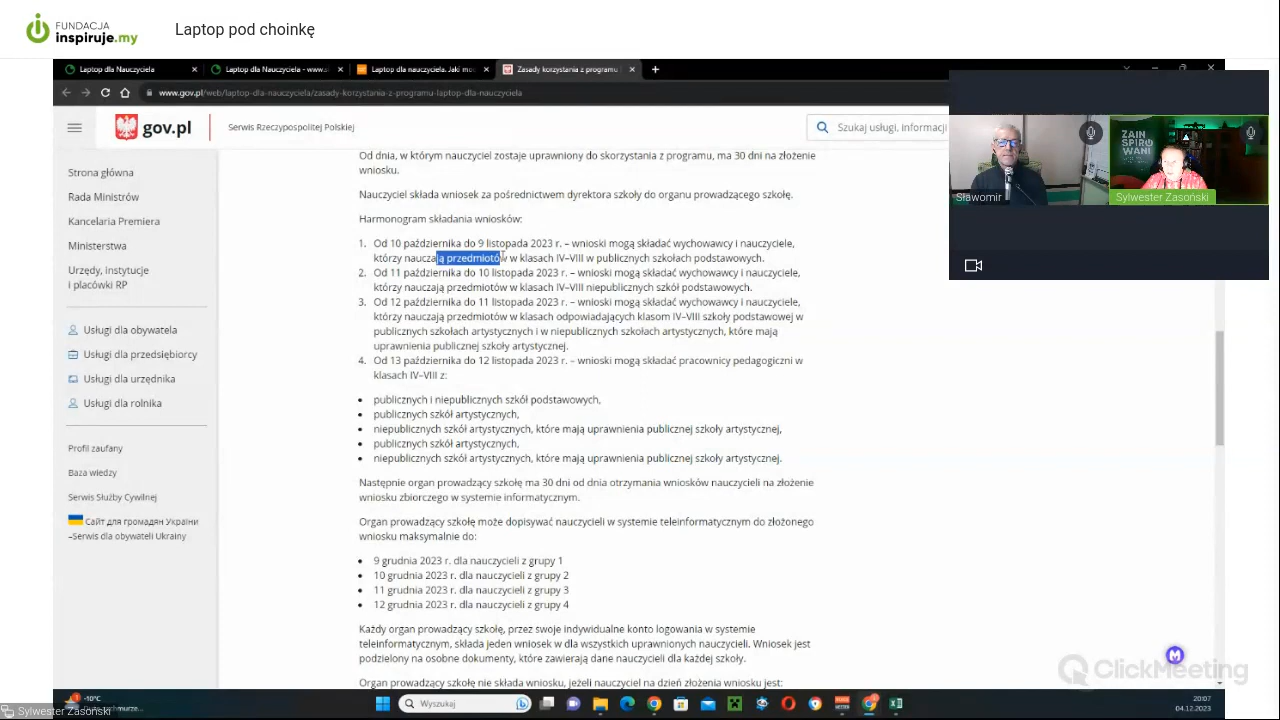 FUNDACJA
inspiruje.my
Laptop pod choinkę
Laptop dla Nauczyciela
Laptop dla Nauczyciela - www.s
Laptop dla nauczyciela. Jaki mo
Zasady korzystania z programu
www.gov.pl/web/laptop-dla-nauczyciela/zasady-korzystania-z-programu-laptop-dla-nauczyciela
gov.pl
Serwis Rzeczypospolitej Polskiej
Szukaj usługi, informacji
Strona główna
Rada Ministrów
Kancelaria Premiera
Ministerstwa
Urzędy, instytucje
i placówki RP
Usługi dla obywatela
Usługi dla przedsiębiorcy
Usługi dla urzędnika
Usługi dla rolnika
Profil zaufany
Baza wiedzy
Serwis Służby Cywilnej
Сайт для громадян України
–Serwis dla obywateli Ukrainy
Od dnia, w którym nauczyciel zostaje uprawniony do skorzystania z programu, ma 30 dni na złożenie
wniosku.
Nauczyciel składa wniosek za pośrednictwem dyrektora szkoły do organu prowadzącego szkołę.
Harmonogram składania wniosków:
1. Od 10 października do 9 listopada 2023 r. – wnioski mogą składać wychowawcy i nauczyciele,
którzy nauczają przedmiotów w klasach IV–VIII w publicznych szkołach podstawowych.
2. Od 11 października do 10 listopada 2023 r. – wnioski mogą składać wychowawcy i nauczyciele,
którzy nauczają przedmiotów w klasach IV–VIII niepublicznych szkół podstawowych.
3. Od 12 października do 11 listopada 2023 r. – wnioski mogą składać wychowawcy i nauczyciele,
którzy nauczają przedmiotów w klasach odpowiadających klasom IV–VIII szkoły podstawowej w
publicznych szkołach artystycznych i w niepublicznych szkołach artystycznych, które mają
uprawnienia publicznej szkoły artystycznej.
4. Od 13 października do 12 listopada 2023 r. – wnioski mogą składać pracownicy pedagogiczni w
klasach IV–VIII z:
• publicznych i niepublicznych szkół podstawowych,
• publicznych szkół artystycznych,
• niepublicznych szkół artystycznych, które mają uprawnienia publicznej szkoły artystycznej,
• publicznych szkół artystycznych,
• niepublicznych szkół artystycznych, które mają uprawnienia publicznej szkoły artystycznej.
Następnie organ prowadzący szkołę ma 30 dni od dnia otrzymania wniosków nauczycieli na złożenie
wniosku zbiorczego w systemie informatycznym.
Organ prowadzący szkołę może dopisywać nauczycieli w systemie teleinformatycznym do złożonego
wniosku maksymalnie do:
• 9 grudnia 2023 r. dla nauczycieli z grupy 1
• 10 grudnia 2023 r. dla nauczycieli z grupy 2
• 11 grudnia 2023 r. dla nauczycieli z grupy 3
• 12 grudnia 2023 r. dla nauczycieli z grupy 4
Każdy organ prowadzący szkołę, przez swoje indywidualne konto logowania w systemie
teleinformatycznym, składa jeden wniosek w dla wszystkich uprawnionych nauczycieli. Wniosek jest
podzielony na osobne dokumenty, które zawierają dane nauczycieli dla każdej szkoły.
Organ prowadzący szkołę nie składa wniosku, jeżeli nauczyciel na dzień złożenia wniosku jest:
ZAINSPIROWANI
Sławomir
Sylwester Zasoński
ClickMeeting
-10°C
chmurze...
Sylwester Zasoński
Wyszukaj
20:07
04.12.2023